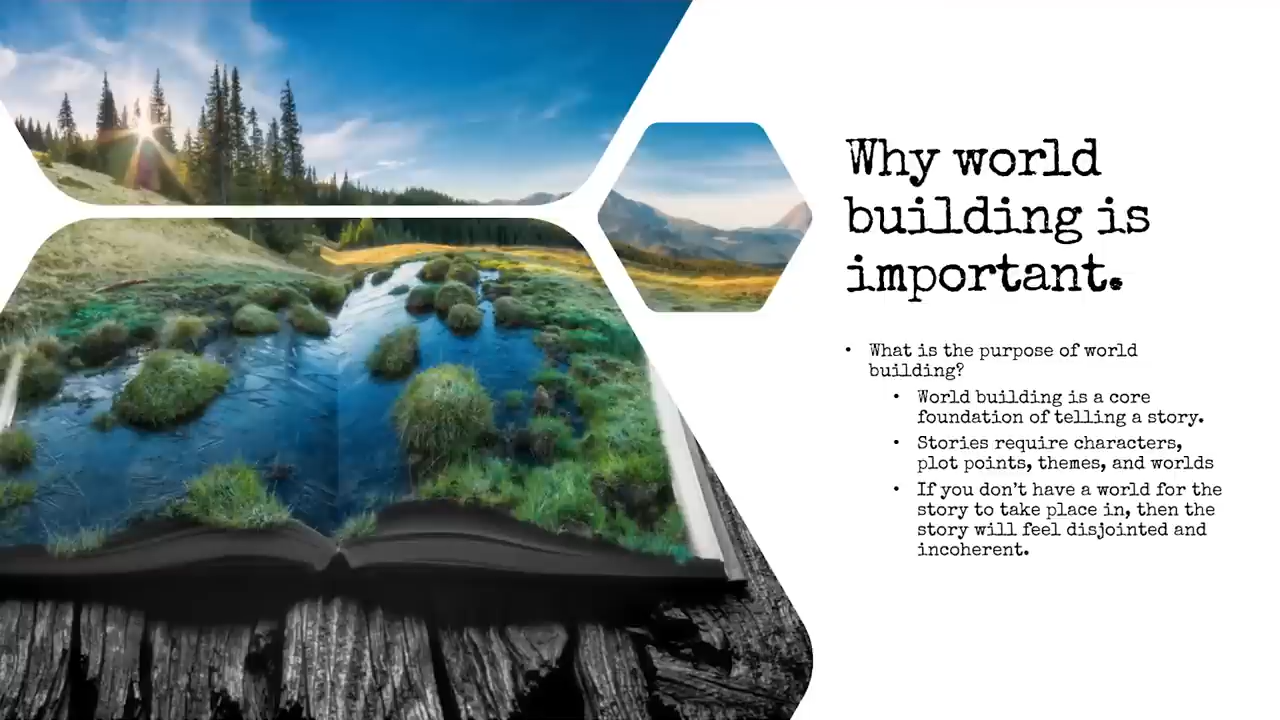 Why world
building is
important.
• What is the purpose of world
building?
• World building is a core
foundation of telling a story.
• Stories require characters,
plot points, themes, and worlds
• If you don’t have a world for the
story to take place in, then the
story will feel disjointed and
incoherent.